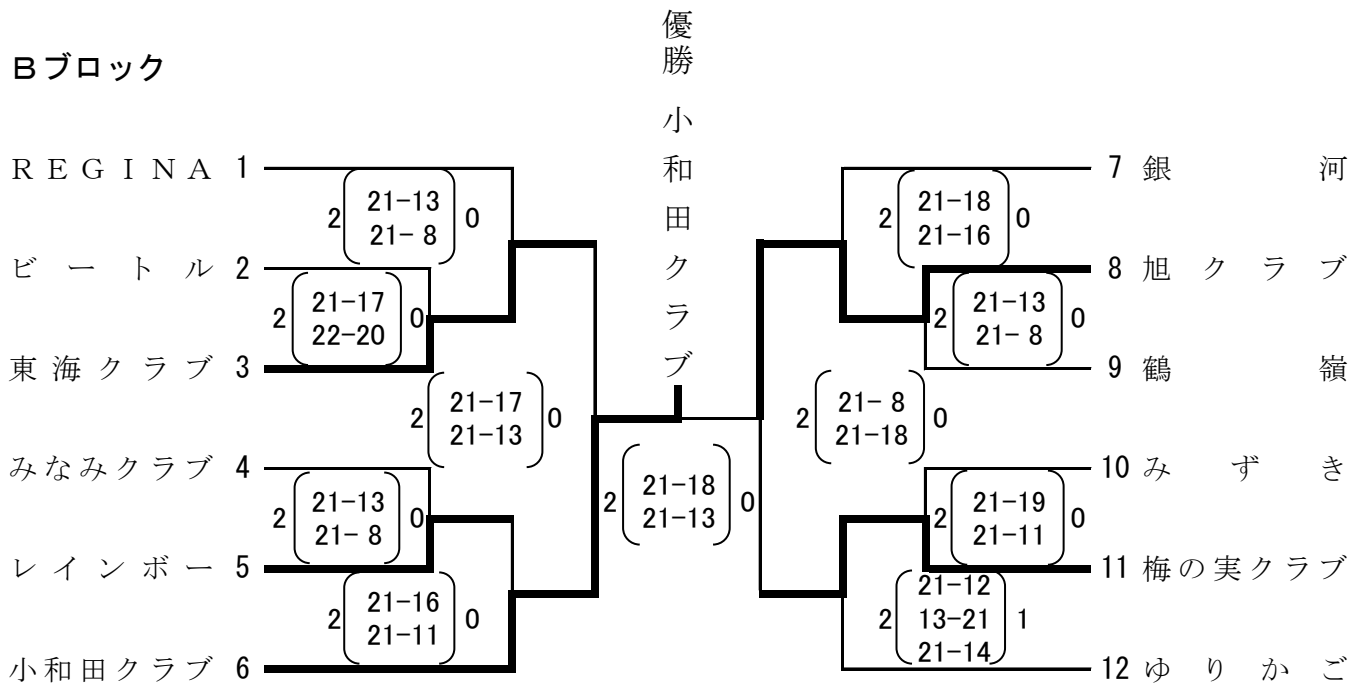 優勝 小和田クラブ
Bブロック
REGINA 1
2 21-13 0
21- 8
ビートル 2
2 21-17 0
22-20
東海クラブ 3
2 21-17 0
21-13
みなみクラブ 4
2 21-13 0
21- 8
レインボー 5
2 21-16 0
21-11
小和田クラブ 6
2 21-18 0
21-13
7 銀河
2 21-18 0
21-16
8 旭クラブ
2 21-13 0
21- 8
9 鶴嶺
2 21- 8 0
21-18
10 みずき
2 21-19 0
21-11
11 梅の実クラブ
21-12
2 13-21 1
21-14
12 ゆりかご